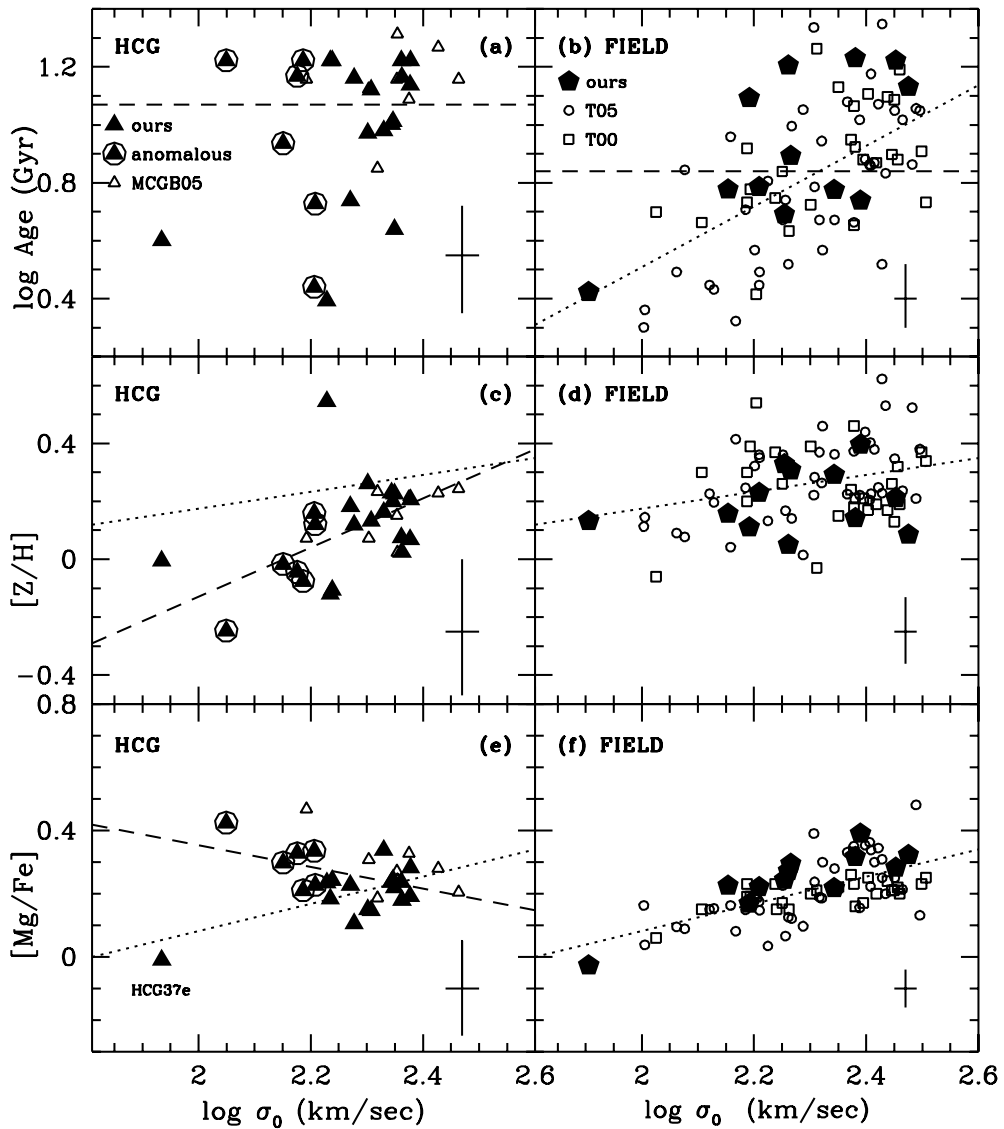 HCG (a)
(b) FIELD
1.2
ours
anomalous
MCGB05
ours
T05
T00
log Age (Gyr)
0.8
0.4
HCG (c)
(d) FIELD
0.4
[Z/H]
0
−0.4
0.8
HCG (e)
(f) FIELD
0.4
[Mg/Fe]
0
HCG37e
2 2.2 2.4 2.6
2 2.2 2.4 2.6
log σ0 (km/sec)
log σ0 (km/sec)